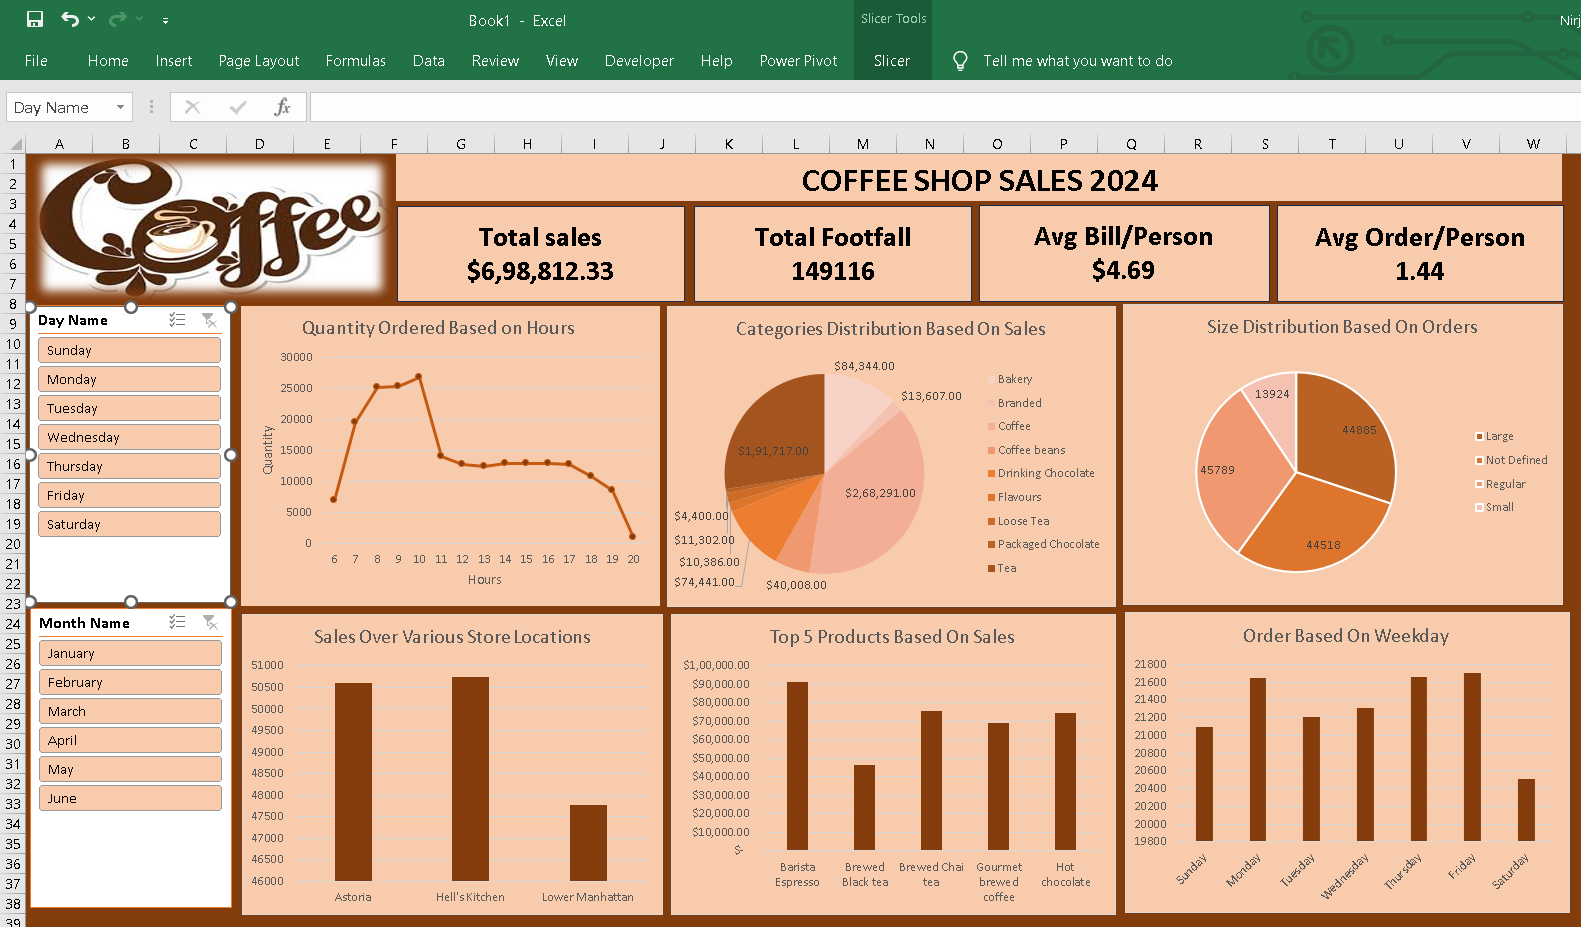 Book1 - Excel
Slicer Tools
File Home Insert Page Layout Formulas Data Review View Developer Help Power Pivot Slicer Tell me what you want to do
Day Name
fx
A B C D E F G H I J K L M N O P Q R S T U V W
1
2
3
4
5
6
7
8
9
10
11
12
13
14
15
16
17
18
19
20
21
22
23
24
25
26
27
28
29
30
31
32
33
34
35
36
37
38
39
Coffee
COFFEE SHOP SALES 2024
Total sales
$6,98,812.33
Total Footfall
149116
Avg Bill/Person
$4.69
Avg Order/Person
1.44
Day Name
Sunday
Monday
Tuesday
Wednesday
Thursday
Friday
Saturday
Month Name
January
February
March
April
May
June
Quantity Ordered Based on Hours
Quantity
30000
25000
20000
15000
10000
5000
0
6 7 8 9 10 11 12 13 14 15 16 17 18 19 20
Hours
Categories Distribution Based On Sales
$84,344.00
$13,607.00
$1,91,717.00
$2,68,291.00
$4,400.00
$11,302.00
$10,386.00
$74,441.00
$40,008.00
Bakery
Branded
Coffee
Coffee beans
Drinking Chocolate
Flavours
Loose Tea
Packaged Chocolate
Tea
Size Distribution Based On Orders
13924
44885
45789
44518
Large
Not Defined
Regular
Small
Sales Over Various Store Locations
51000
50500
50000
49500
49000
48500
48000
47500
47000
46500
46000
Astoria Hell's Kitchen Lower Manhattan
Top 5 Products Based On Sales
$1,00,000.00
$90,000.00
$80,000.00
$70,000.00
$60,000.00
$50,000.00
$40,000.00
$30,000.00
$20,000.00
$10,000.00
$-
Barista Espresso
Brewed Black tea
Brewed Chai tea
Gourmet brewed coffee
Hot chocolate
Order Based On Weekday
21800
21600
21400
21200
21000
20800
20600
20400
20200
20000
19800
Sunday Monday Tuesday Wednesday Thursday Friday Saturday